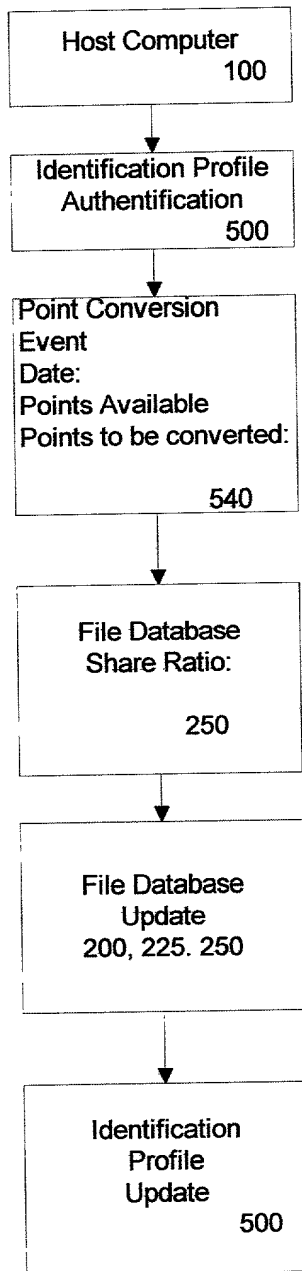 Host Computer
100
Identification Profile
Authentification
500
Point Conversion
Event
Date:
Points Available
Points to be converted:
540
File Database
Share Ratio:
250
File Database
Update
200, 225. 250
Identification
Profile
Update
500